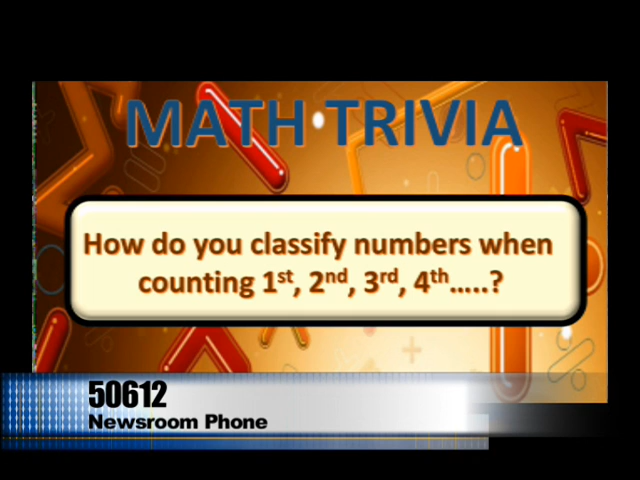 MATH TRIVIA
How do you classify numbers when
counting 1st, 2nd, 3rd, 4th.....?
50612
Newsroom Phone